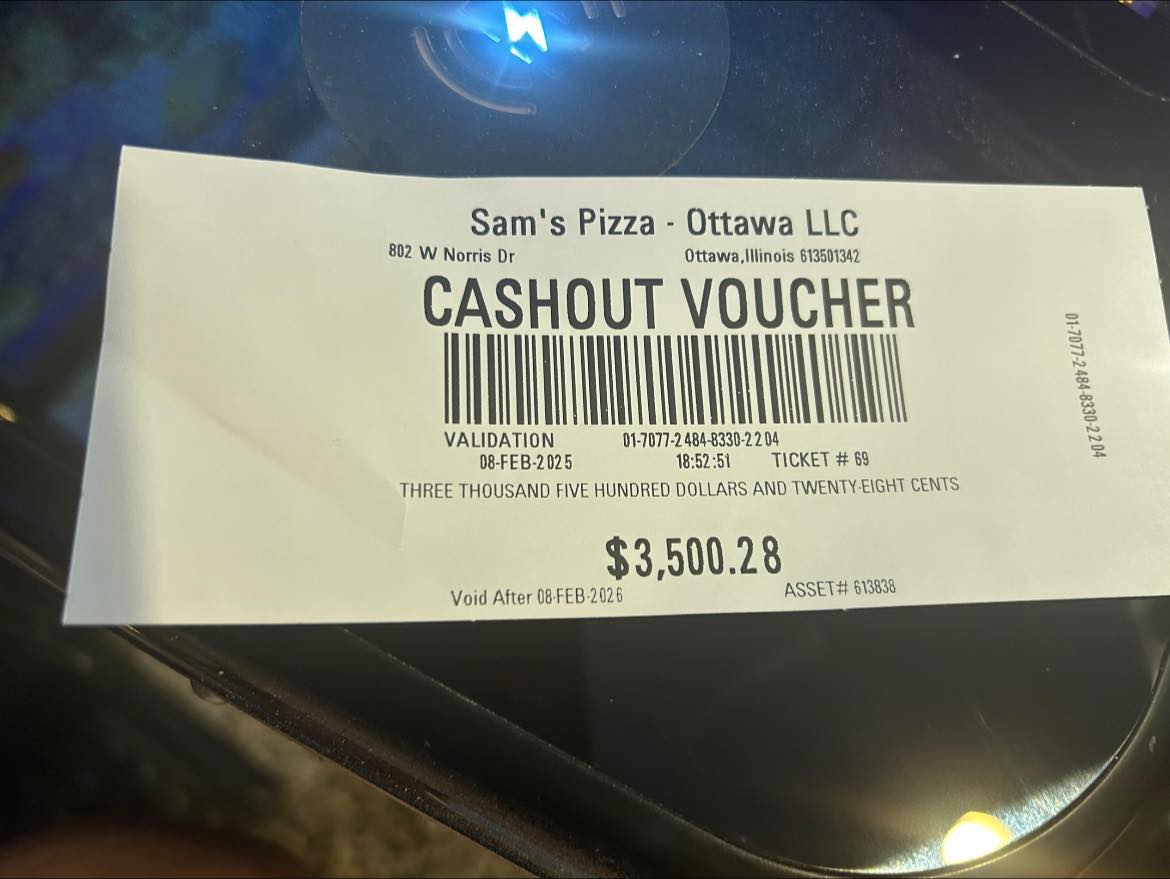 Sam's Pizza - Ottawa LLC
802 W Norris Dr Ottawa,Illinois 613501342
CASHOUT VOUCHER
VALIDATION 01-7077-2484-8330-2204
08-FEB-2025 18:52:51 TICKET # 69
THREE THOUSAND FIVE HUNDRED DOLLARS AND TWENTY-EIGHT CENTS
$3,500.28
Void After 08-FEB-2026 ASSET# 613838
01-7077-2484-8330-2204